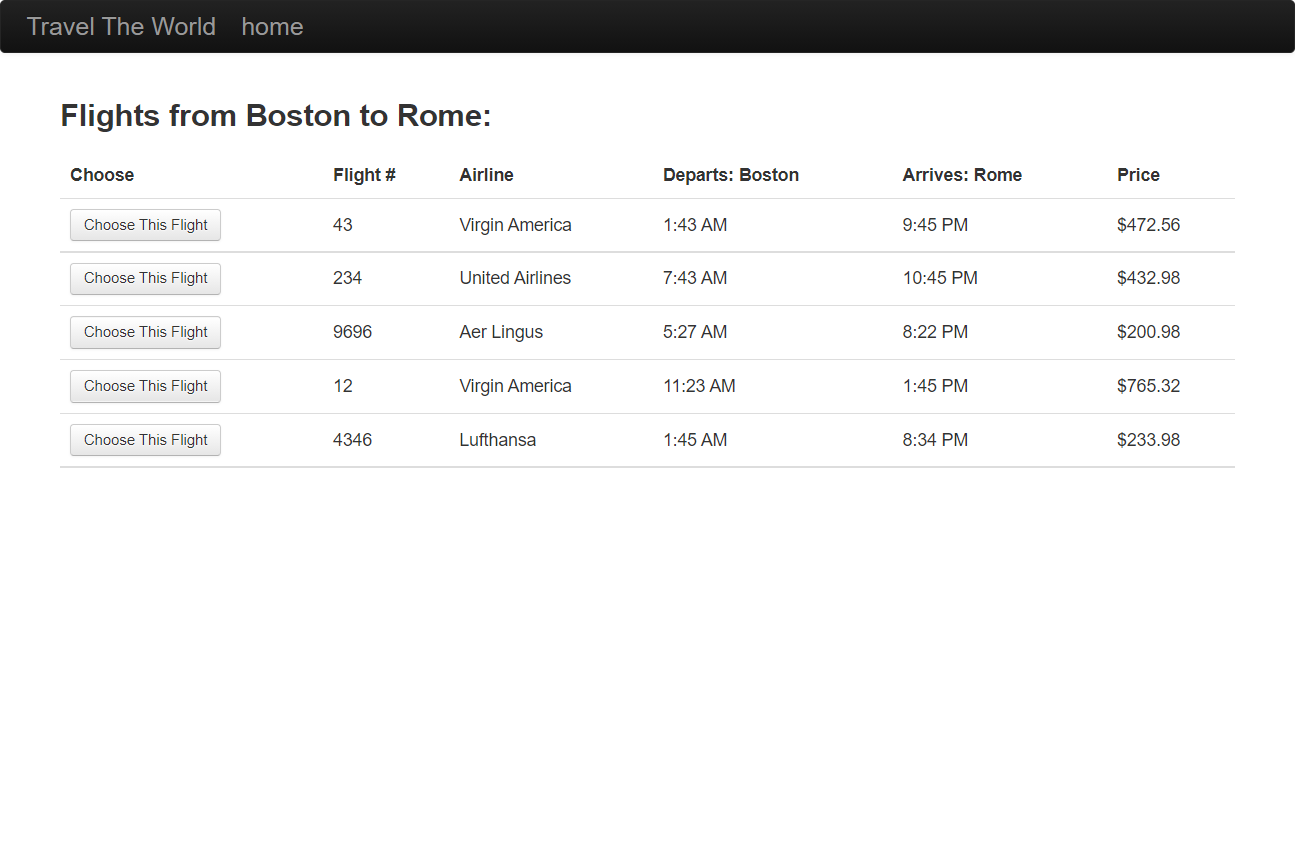 Travel The World home
Flights from Boston to Rome:
Choose Flight # Airline Departs: Boston Arrives: Rome Price
Choose This Flight 43 Virgin America 1:43 AM 9:45 PM $472.56
Choose This Flight 234 United Airlines 7:43 AM 10:45 PM $432.98
Choose This Flight 9696 Aer Lingus 5:27 AM 8:22 PM $200.98
Choose This Flight 12 Virgin America 11:23 AM 1:45 PM $765.32
Choose This Flight 4346 Lufthansa 1:45 AM 8:34 PM $233.98